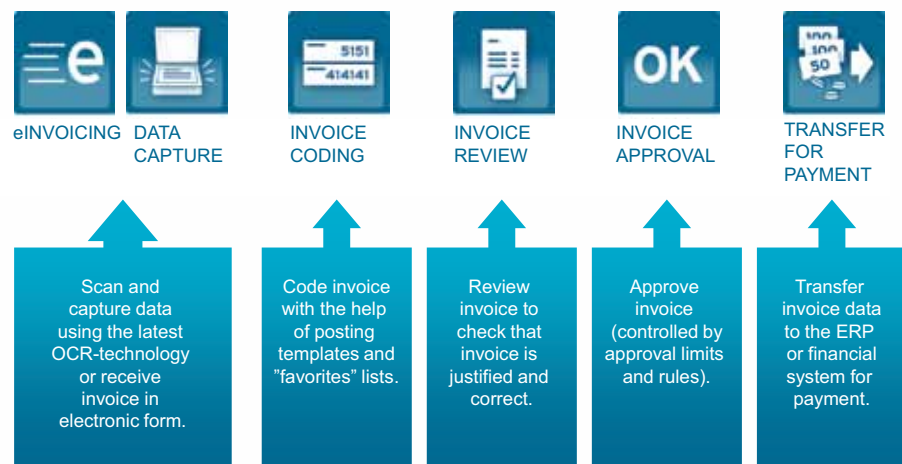 e
5151
414141
OK
100
100
50
eINVOICING
DATA
CAPTURE
INVOICE
CODING
INVOICE
REVIEW
INVOICE
APPROVAL
TRANSFER
FOR
PAYMENT
Scan and
capture data
using the latest
OCR-technology
or receive
invoice in
electronic form.
Code invoice
with the help
of posting
templates and
”favorites” lists.
Review
invoice to
check that
invoice is
justified and
correct.
Approve
invoice
(controlled by
approval limits
and rules).
Transfer
invoice data
to the ERP
or financial
system for
payment.